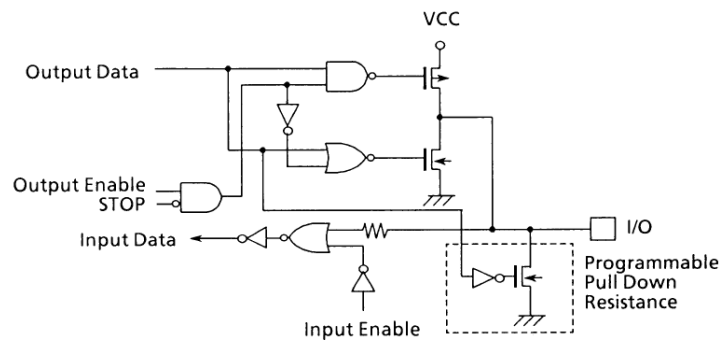 VCC
Output Data
Output Enable
STOP
Input Data
I/O
Programmable
Pull Down
Resistance
Input Enable